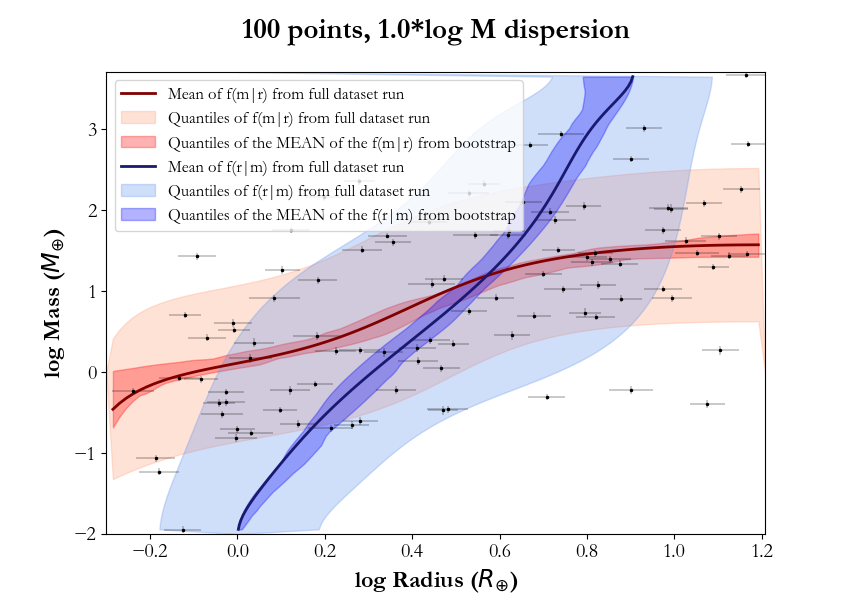 100 points, 1.0*log M dispersion
Mean of f(m|r) from full dataset run
Quantiles of f(m|r) from full dataset run
Quantiles of the MEAN of the f(m|r) from bootstrap
Mean of f(r|m) from full dataset run
Quantiles of f(r|m) from full dataset run
Quantiles of the MEAN of the f(r|m) from bootstrap
3
2
1
0
−1
−2
log Mass (M⊕)
−0.2 0.0 0.2 0.4 0.6 0.8 1.0 1.2
log Radius (R⊕)